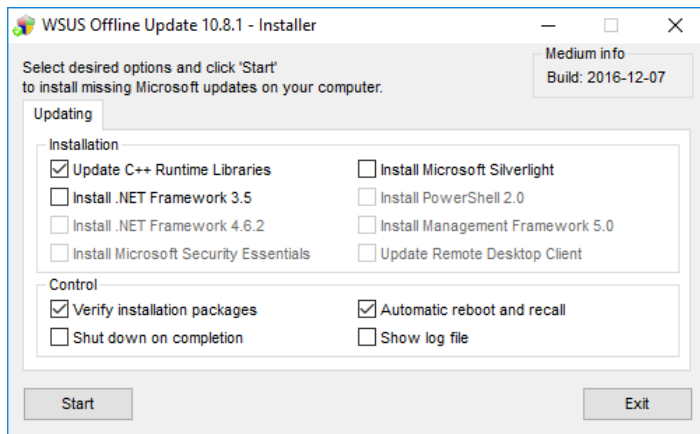 WSUS Offline Update 10.8.1 - Installer
Select desired options and click 'Start'
to install missing Microsoft updates on your computer.
Medium info
Build: 2016-12-07
Updating
Installation
Update C++ Runtime Libraries
Install Microsoft Silverlight
Install .NET Framework 3.5
Install PowerShell 2.0
Install .NET Framework 4.6.2
Install Management Framework 5.0
Install Microsoft Security Essentials
Update Remote Desktop Client
Control
Verify installation packages
Automatic reboot and recall
Shut down on completion
Show log file
Start
Exit